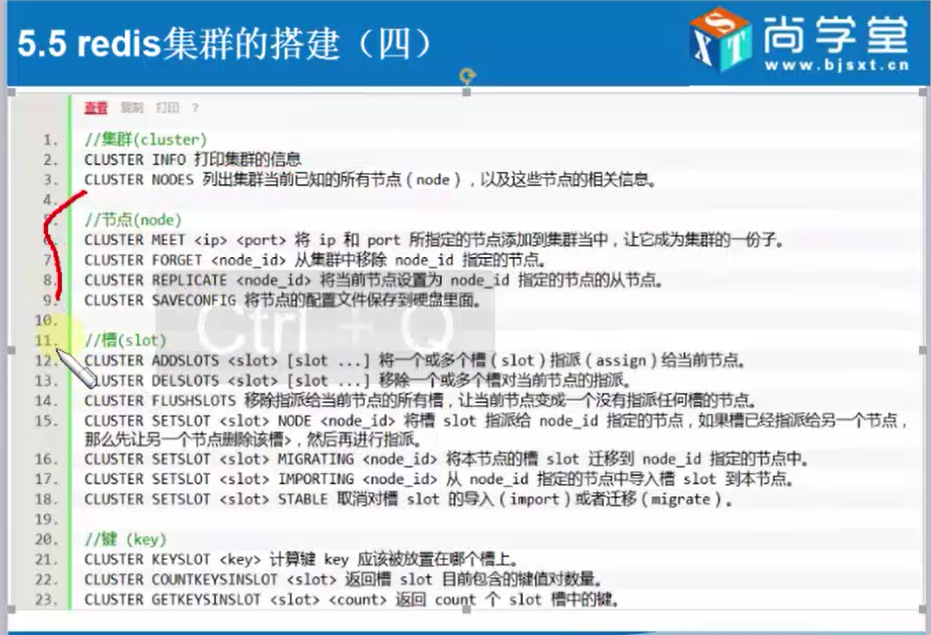 5.5 redis集群的搭建（四）
XST 尚学堂
www.bjsxt.cn
查看 复制 打印 ?
1. //集群(cluster)
2. CLUSTER INFO 打印集群的信息
3. CLUSTER NODES 列出集群当前已知的所有节点（node），以及这些节点的相关信息。
4.
5. //节点(node)
6. CLUSTER MEET <ip> <port> 将 ip 和 port 所指定的节点添加到集群当中，让它成为集群的一份子。
7. CLUSTER FORGET <node_id> 从集群中移除 node_id 指定的节点。
8. CLUSTER REPLICATE <node_id> 将当前节点设置为 node_id 指定的节点的从节点。
9. CLUSTER SAVECONFIG 将节点的配置文件保存到硬盘里面。
10.
Ctrl + Q
11. //槽(slot)
12. CLUSTER ADDSLOTS <slot> [slot ...] 将一个或多个槽（slot）指派（assign）给当前节点。
13. CLUSTER DELSLOTS <slot> [slot ...] 移除一个或多个槽对当前节点的指派。
14. CLUSTER FLUSHSLOTS 移除指派给当前节点的所有槽，让当前节点变成一个没有指派任何槽的节点。
15. CLUSTER SETSLOT <slot> NODE <node_id> 将槽 slot 指派给 node_id 指定的节点，如果槽已经指派给另一个节点，
那么先让另一个节点删除该槽>，然后再进行指派。
16. CLUSTER SETSLOT <slot> MIGRATING <node_id> 将本节点的槽 slot 迁移到 node_id 指定的节点中。
17. CLUSTER SETSLOT <slot> IMPORTING <node_id> 从 node_id 指定的节点中导入槽 slot 到本节点。
18. CLUSTER SETSLOT <slot> STABLE 取消对槽 slot 的导入（import）或者迁移（migrate）。
19.
20. //键 (key)
21. CLUSTER KEYSLOT <key> 计算键 key 应该被放置在哪个槽上。
22. CLUSTER COUNTKEYSINSLOT <slot> 返回槽 slot 目前包含的键值对数量。
23. CLUSTER GETKEYSINSLOT <slot> <count> 返回 count 个 slot 槽中的键。